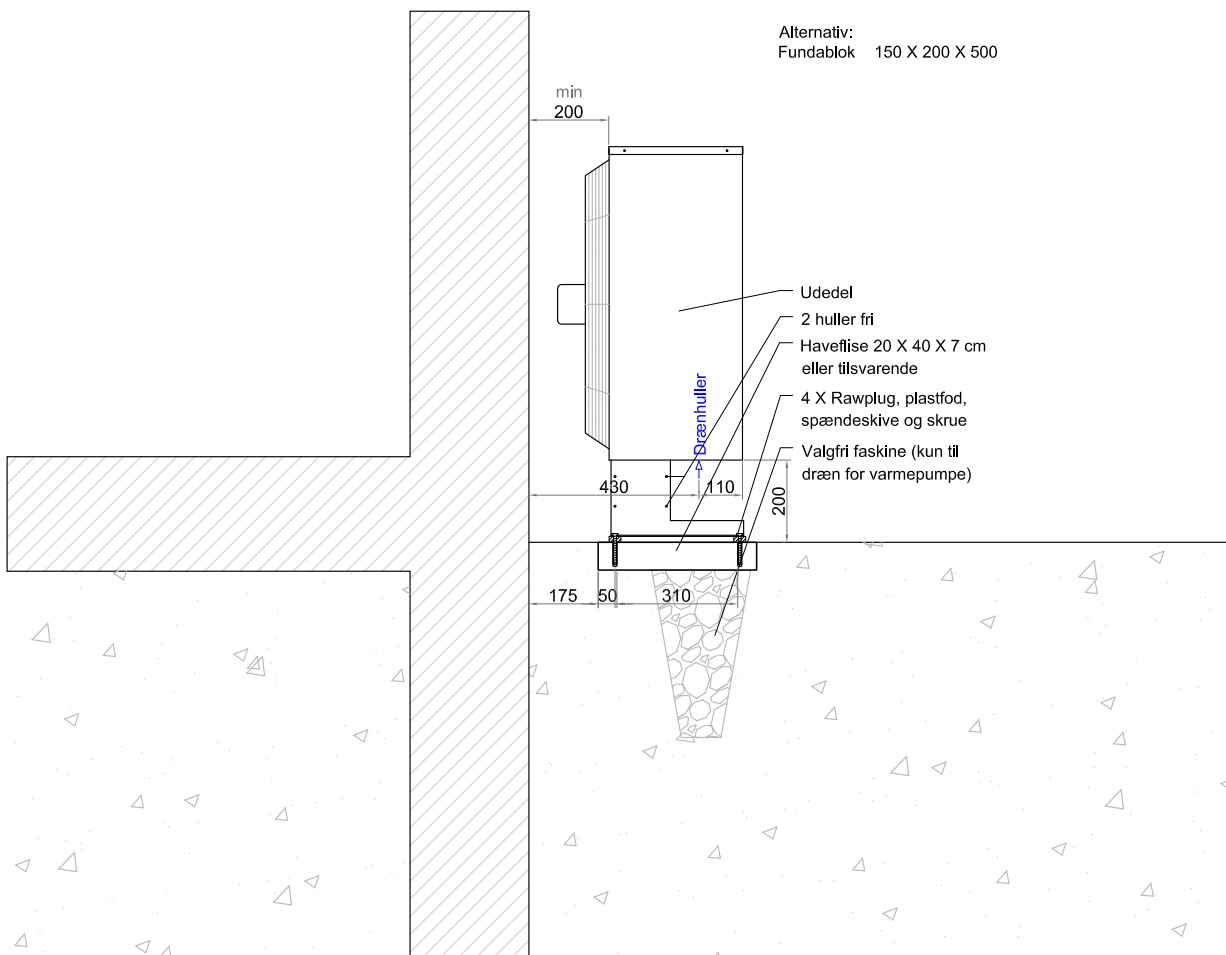 Alternativ:
Fundablok 150 X 200 X 500
min
200
Udedel
2 huller fri
Haveflise 20 X 40 X 7 cm
eller tilsvarende
4 X Rawplug, plastfod,
spændeskive og skrue
Valgfri faskine (kun til
dræn for varmepumpe)
Drænhuller
430
110
200
175
50
310